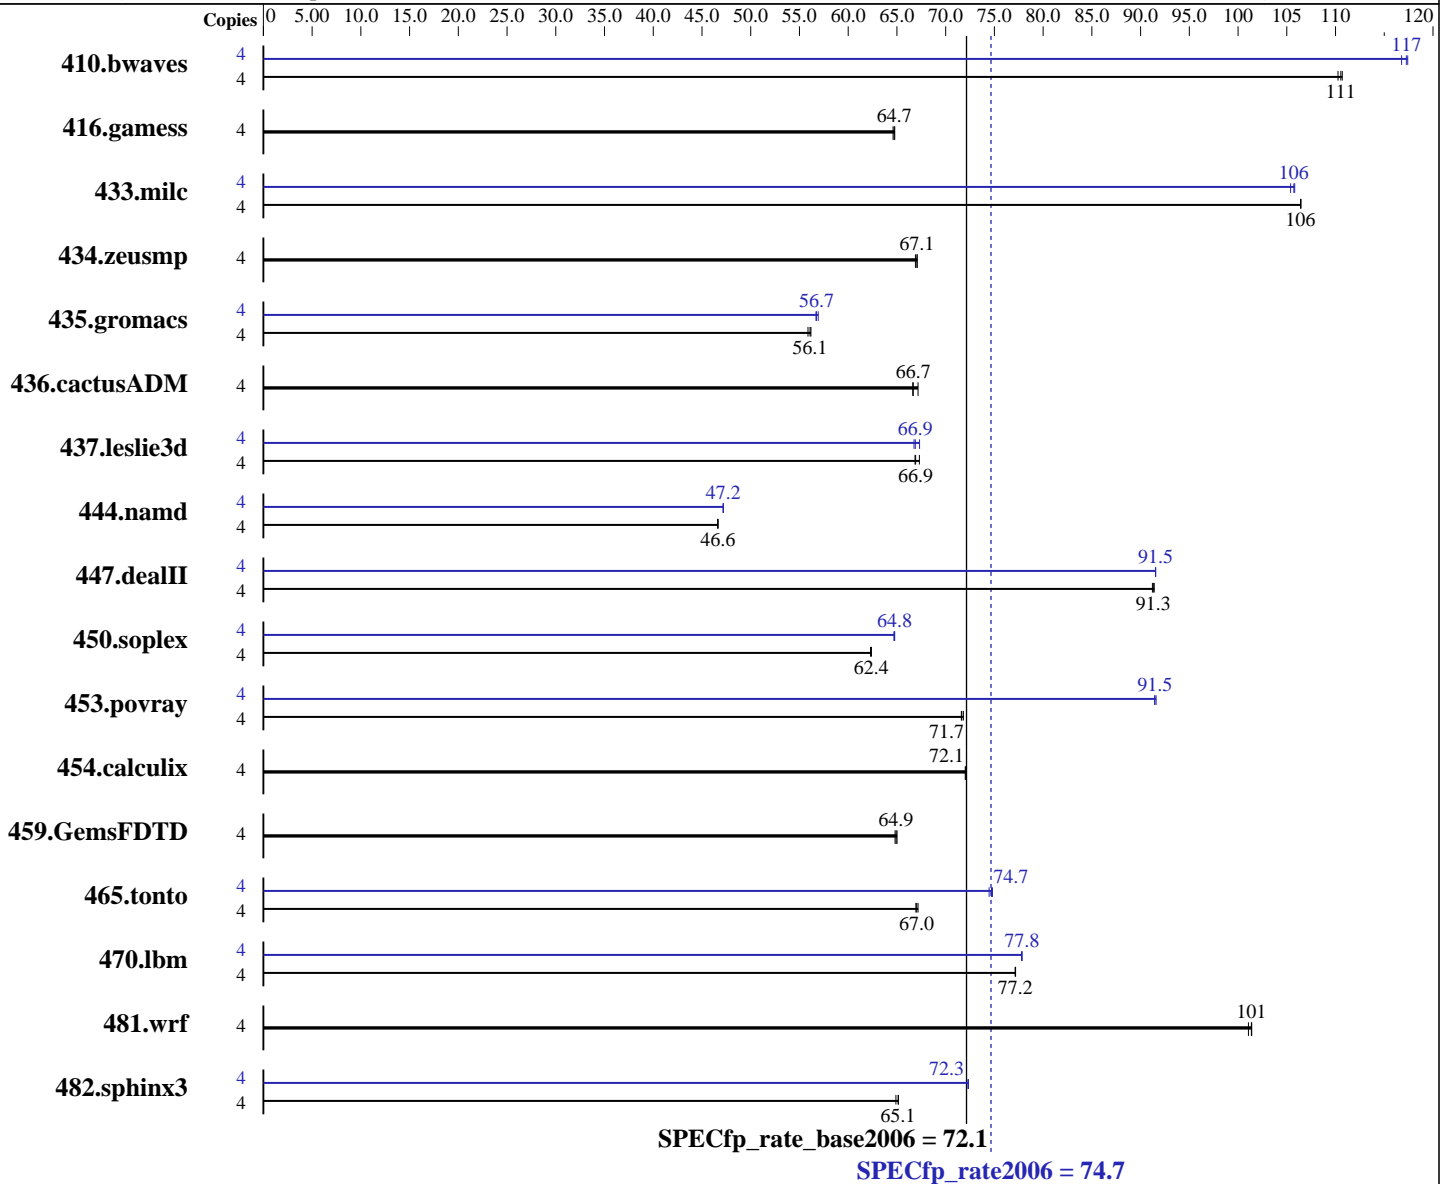 Copies 0 5.00 10.0 15.0 20.0 25.0 30.0 35.0 40.0 45.0 50.0 55.0 60.0 65.0 70.0 75.0 80.0 85.0 90.0 95.0 100 105 110 120
410.bwaves 4 117
4 111
416.gamess 4 64.7
433.milc 4 106
4 106
434.zeusmp 4 67.1
435.gromacs 4 56.7
4 56.1
436.cactusADM 4 66.7
437.leslie3d 4 66.9
4 66.9
444.namd 4 47.2
4 46.6
447.dealII 4 91.5
4 91.3
450.soplex 4 64.8
4 62.4
453.povray 4 91.5
4 71.7
454.calculix 4 72.1
459.GemsFDTD 4 64.9
465.tonto 4 74.7
4 67.0
470.lbm 4 77.8
4 77.2
481.wrf 4 101
482.sphinx3 4 72.3
4 65.1
SPECfp_rate_base2006 = 72.1
SPECfp_rate2006 = 74.7